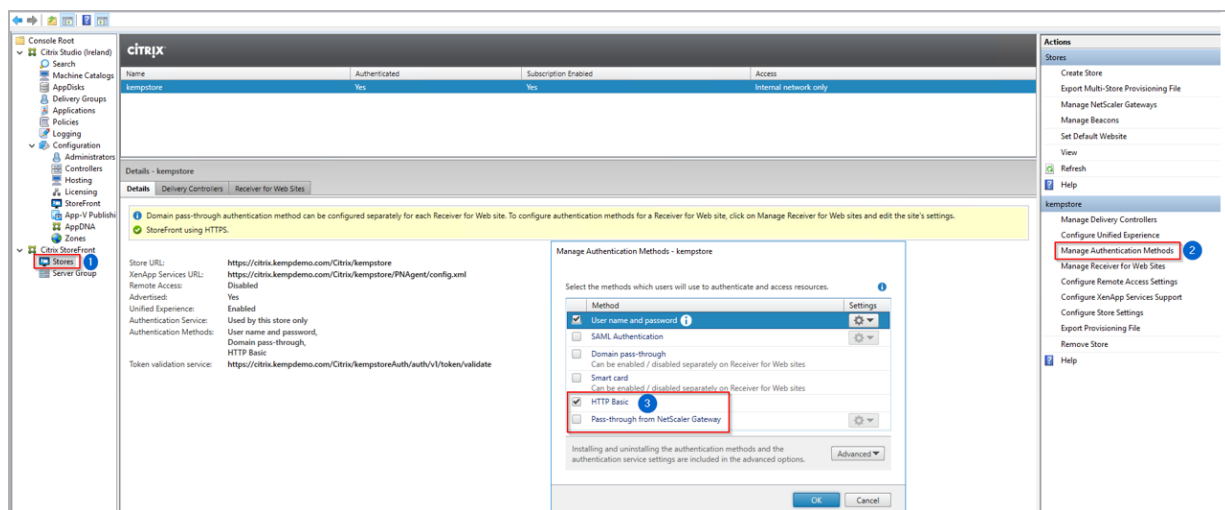 Console Root
Citrix Studio (Ireland)
Search
Machine Catalogs
AppDisks
Delivery Groups
Applications
Policies
Logging
Configuration
Administrators
Controllers
Hosting
Licensing
StoreFront
App-V Publishi
AppDNA
Zones
Citrix StoreFront
Stores 1
Server Group
CİTRIX
Name Authenticated Subscription Enabled Access
kempstore Yes Yes Internal network only
Details - kempstore
Details Delivery Controllers Receiver for Web Sites
Domain pass-through authentication method can be configured separately for each Receiver for Web site. To configure authentication methods for a Receiver for Web site, click on Manage Receiver for Web sites and edit the site's settings.
StoreFront using HTTPS.
Store URL: https://citrix.kempdemo.com/Citrix/kempstore
XenApp Services URL: https://citrix.kempdemo.com/Citrix/kempstore/PNAgent/config.xml
Remote Access: Disabled
Advertised: Yes
Unified Experience: Enabled
Authentication Service: Used by this store only
Authentication Methods: User name and password,
Domain pass-through,
HTTP Basic
Token validation service: https://citrix.kempdemo.com/Citrix/kempstoreAuth/auth/v1/token/validate
Manage Authentication Methods - kempstore
Select the methods which users will use to authenticate and access resources.
Method Settings
User name and password
SAML Authentication
Domain pass-through
Can be enabled / disabled separately on Receiver for Web sites
Smart card
Can be enabled / disabled separately on Receiver for Web sites
HTTP Basic 3
Pass-through from NetScaler Gateway
Installing and uninstalling the authentication methods and the
authentication service settings are included in the advanced options.
Advanced
OK Cancel
Actions
Stores
Create Store
Export Multi-Store Provisioning File
Manage NetScaler Gateways
Manage Beacons
Set Default Website
View
Refresh
Help
kempstore
Manage Delivery Controllers
Configure Unified Experience
Manage Authentication Methods 2
Manage Receiver for Web Sites
Configure Remote Access Settings
Configure XenApp Services Support
Configure Store Settings
Export Provisioning File
Remove Store
Help